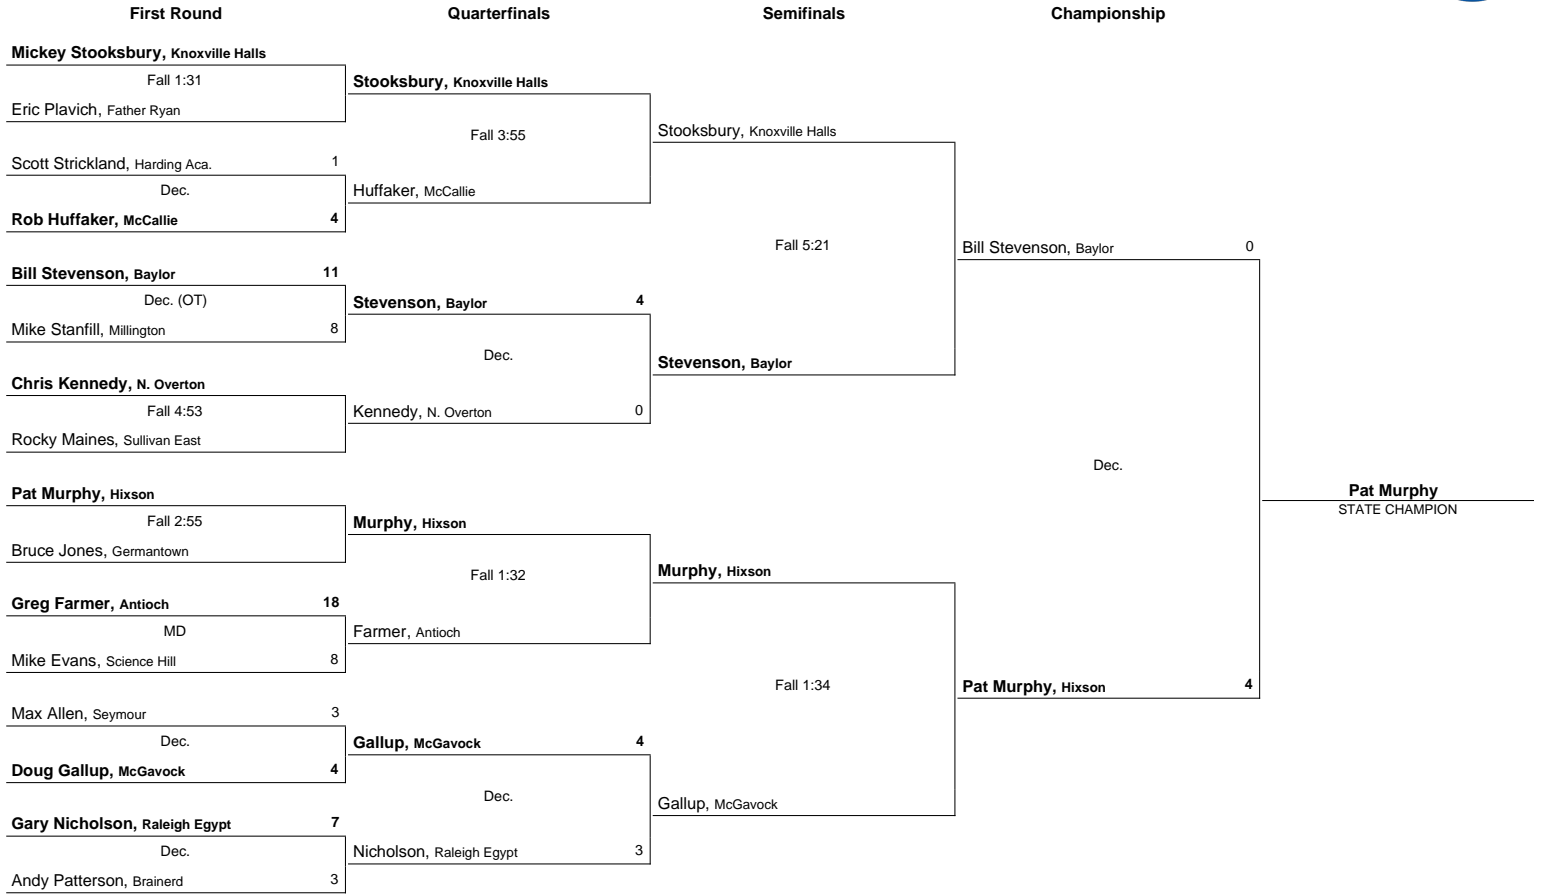 First Round Quarterfinals Semifinals Championship
Mickey Stooksbury, Knoxville Halls
Fall 1:31
Eric Plavich, Father Ryan
Scott Strickland, Harding Aca. 1
Dec.
Rob Huffaker, McCallie 4
Bill Stevenson, Baylor 11
Dec. (OT)
Mike Stanfill, Millington 8
Chris Kennedy, N. Overton
Fall 4:53
Rocky Maines, Sullivan East
Pat Murphy, Hixson
Fall 2:55
Bruce Jones, Germantown
Greg Farmer, Antioch 18
MD
Mike Evans, Science Hill 8
Max Allen, Seymour 3
Dec.
Doug Gallup, McGavock 4
Gary Nicholson, Raleigh Egypt 7
Dec.
Andy Patterson, Brainerd 3
Stooksbury, Knoxville Halls
Fall 3:55
Huffaker, McCallie
Stevenson, Baylor 4
Dec.
Kennedy, N. Overton 0
Murphy, Hixson
Fall 1:32
Farmer, Antioch
Gallup, McGavock 4
Dec.
Nicholson, Raleigh Egypt 3
Stooksbury, Knoxville Halls
Fall 5:21
Stevenson, Baylor
Murphy, Hixson
Fall 1:34
Gallup, McGavock
Bill Stevenson, Baylor 0
Dec.
Pat Murphy, Hixson 4
Pat Murphy
STATE CHAMPION